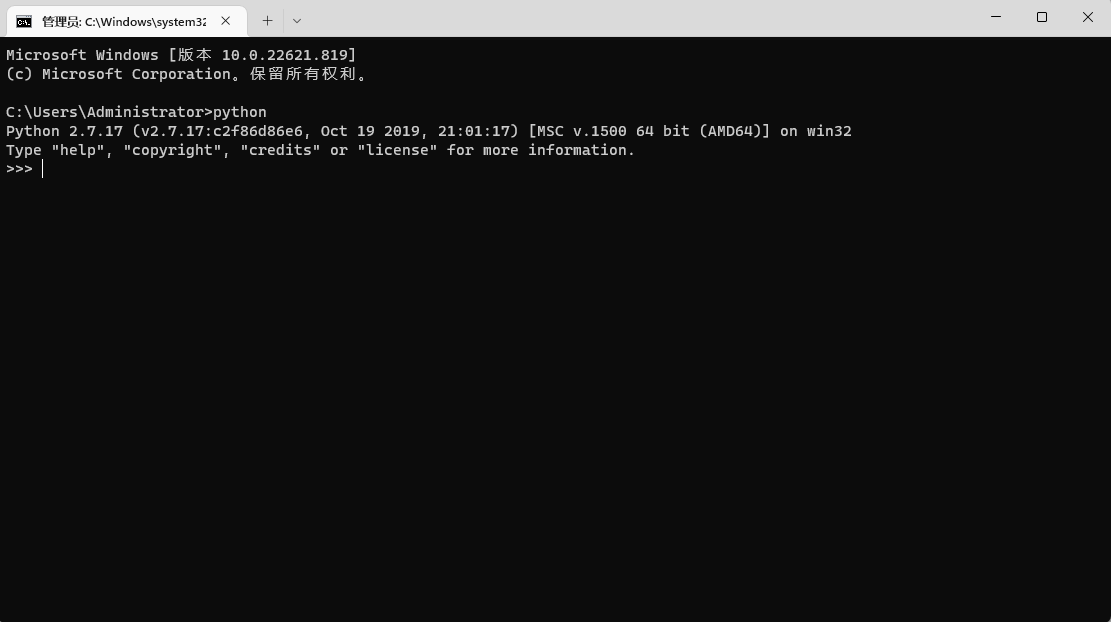 管理员: C:\Windows\system32
Microsoft Windows [版本 10.0.22621.819]
(c) Microsoft Corporation。保留所有权利。
C:\Users\Administrator>python
Python 2.7.17 (v2.7.17:c2f86d86e6, Oct 19 2019, 21:01:17) [MSC v.1500 64 bit (AMD64)] on win32
Type "help", "copyright", "credits" or "license" for more information.
>>>